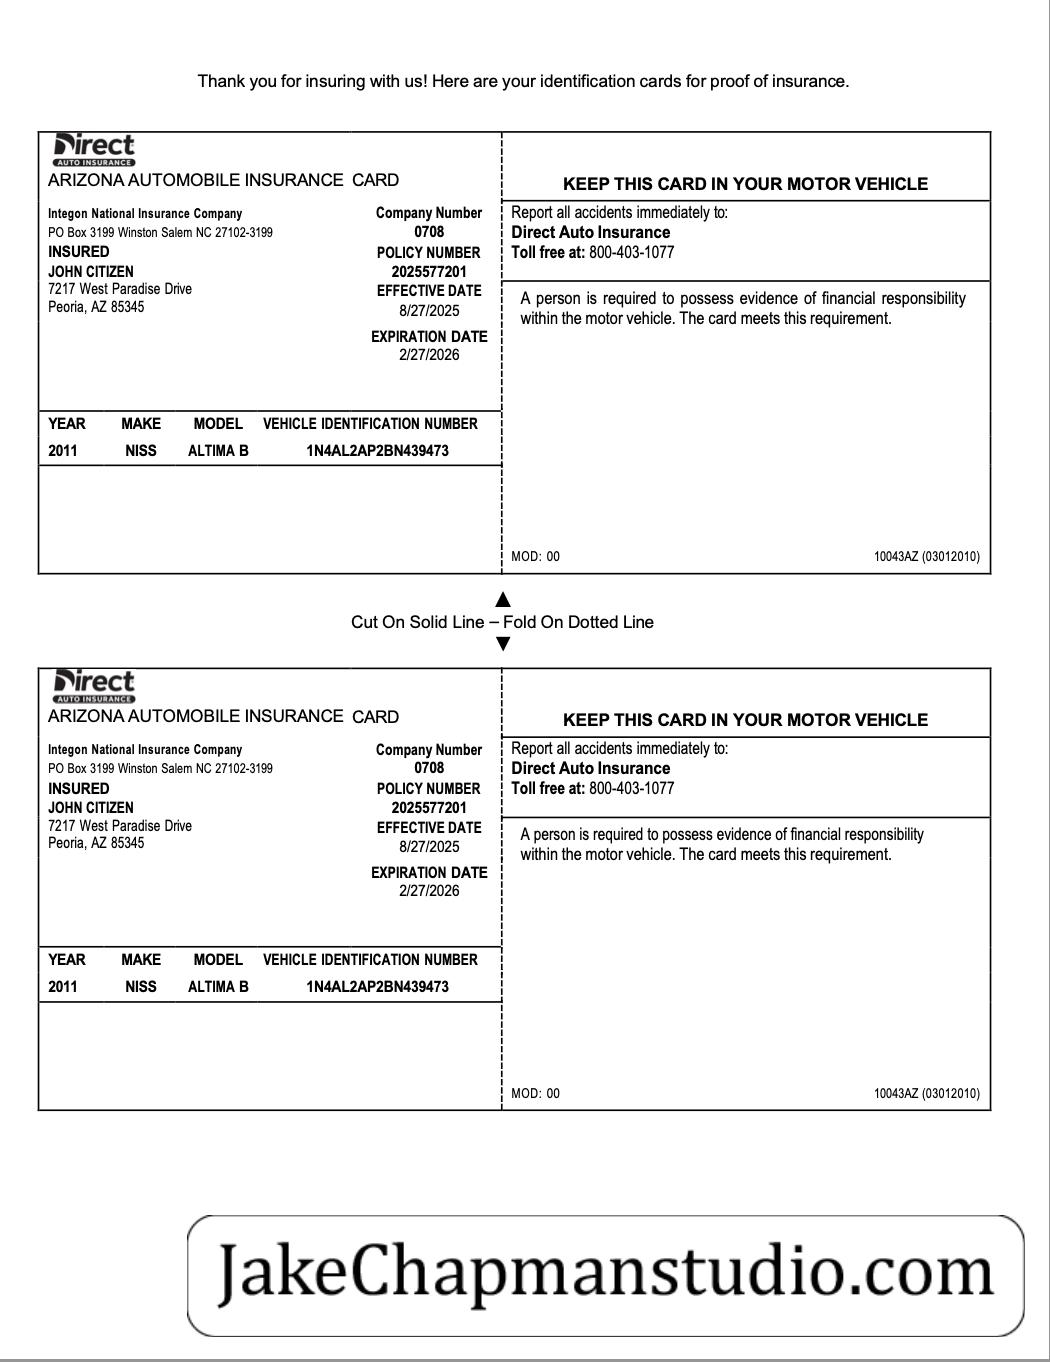 Thank you for insuring with us! Here are your identification cards for proof of insurance.
Direct
AUTO INSURANCE
ARIZONA AUTOMOBILE INSURANCE CARD
Integon National Insurance Company
PO Box 3199 Winston Salem NC 27102-3199
INSURED
JOHN CITIZEN
7217 West Paradise Drive
Peoria, AZ 85345
Company Number
0708
POLICY NUMBER
2025577201
EFFECTIVE DATE
8/27/2025
EXPIRATION DATE
2/27/2026
YEAR MAKE MODEL VEHICLE IDENTIFICATION NUMBER
2011 NISS ALTIMA B 1N4AL2AP2BN439473
KEEP THIS CARD IN YOUR MOTOR VEHICLE
Report all accidents immediately to:
Direct Auto Insurance
Toll free at: 800-403-1077
A person is required to possess evidence of financial responsibility
within the motor vehicle. The card meets this requirement.
MOD: 00 10043AZ (03012010)
Cut On Solid Line – Fold On Dotted Line
Direct
AUTO INSURANCE
ARIZONA AUTOMOBILE INSURANCE CARD
Integon National Insurance Company
PO Box 3199 Winston Salem NC 27102-3199
INSURED
JOHN CITIZEN
7217 West Paradise Drive
Peoria, AZ 85345
Company Number
0708
POLICY NUMBER
2025577201
EFFECTIVE DATE
8/27/2025
EXPIRATION DATE
2/27/2026
YEAR MAKE MODEL VEHICLE IDENTIFICATION NUMBER
2011 NISS ALTIMA B 1N4AL2AP2BN439473
KEEP THIS CARD IN YOUR MOTOR VEHICLE
Report all accidents immediately to:
Direct Auto Insurance
Toll free at: 800-403-1077
A person is required to possess evidence of financial responsibility
within the motor vehicle. The card meets this requirement.
MOD: 00 10043AZ (03012010)
JakeChapmanstudio.com